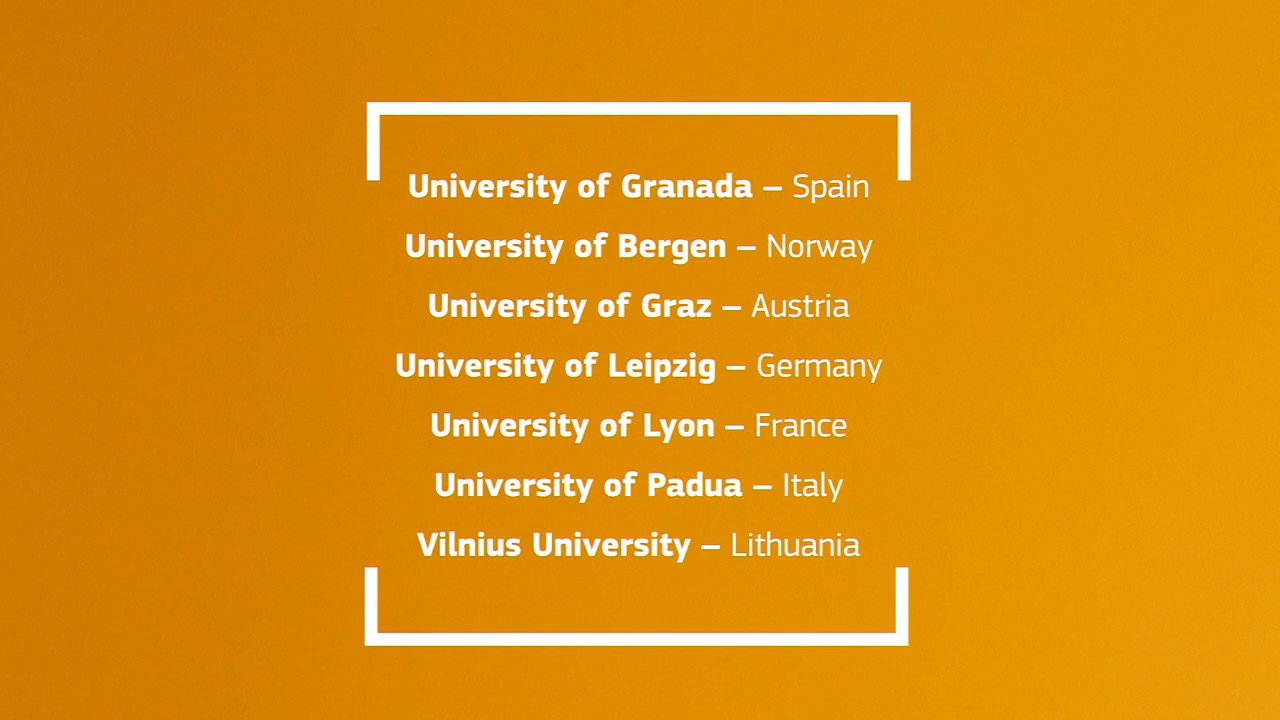 University of Granada – Spain
University of Bergen – Norway
University of Graz – Austria
University of Leipzig – Germany
University of Lyon – France
University of Padua – Italy
Vilnius University – Lithuania